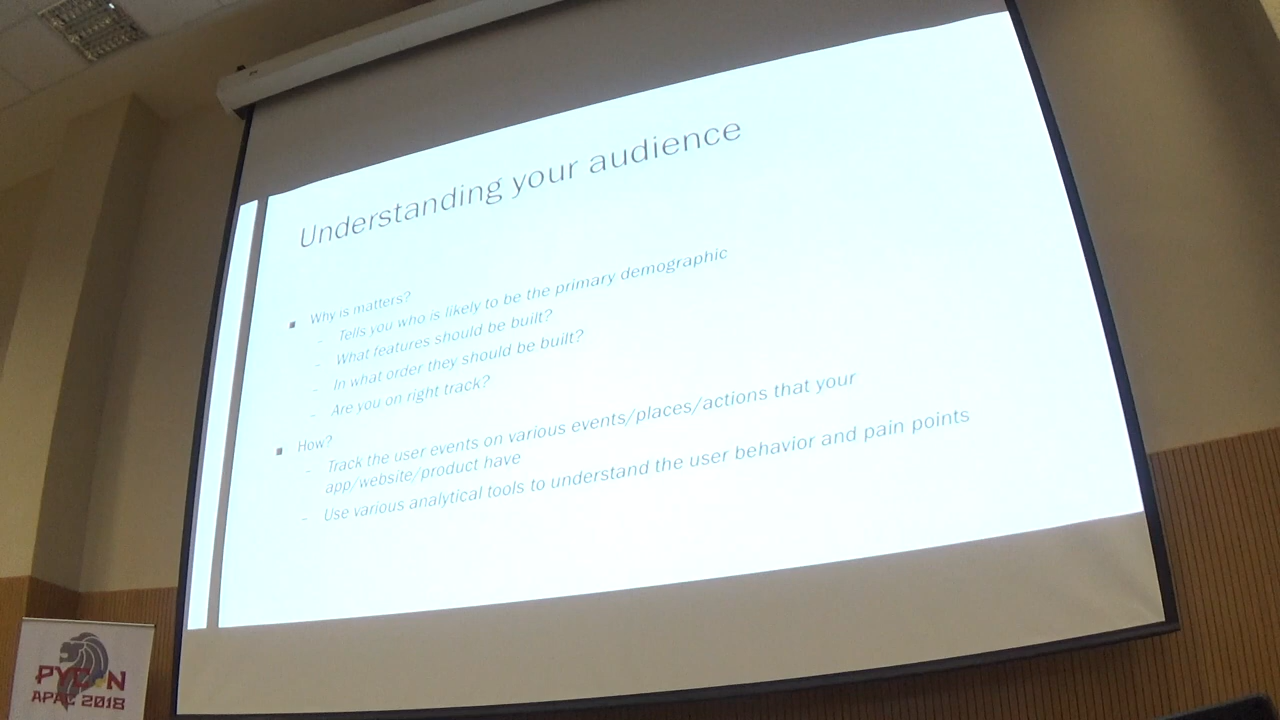 Understanding your audience
Why is matters?
Tells you who is likely to be the primary demographic
What features should be built?
In what order they should be built?
Are you on right track?
How?
Track the user events on various events/places/actions that your
app/website/product have
Use various analytical tools to understand the user behavior and pain points
PYCON
APAC 2018